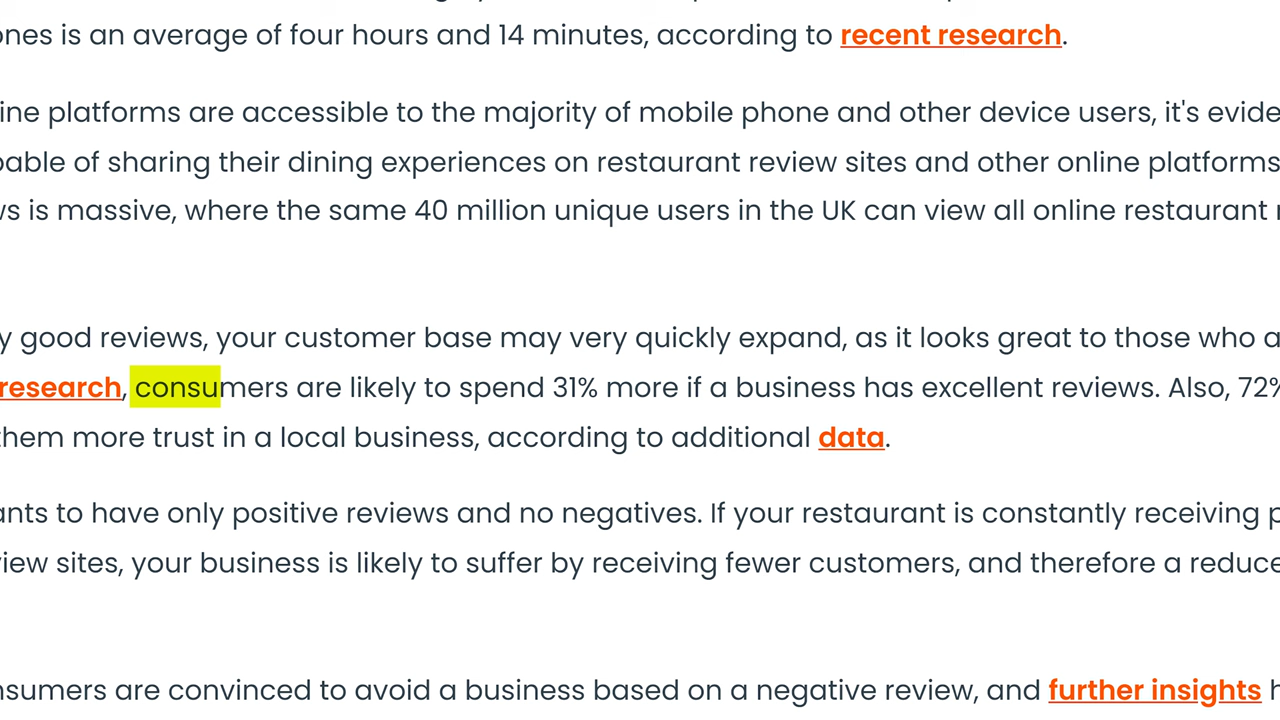 ones is an average of four hours and 14 minutes, according to recent research.
ine platforms are accessible to the majority of mobile phone and other device users, it's evide
pable of sharing their dining experiences on restaurant review sites and other online platforms
ws is massive, where the same 40 million unique users in the UK can view all online restaurant r
y good reviews, your customer base may very quickly expand, as it looks great to those who a
research, consumers are likely to spend 31% more if a business has excellent reviews. Also, 72%
them more trust in a local business, according to additional data.
ants to have only positive reviews and no negatives. If your restaurant is constantly receiving p
view sites, your business is likely to suffer by receiving fewer customers, and therefore a reduce
nsumers are convinced to avoid a business based on a negative review, and further insights h